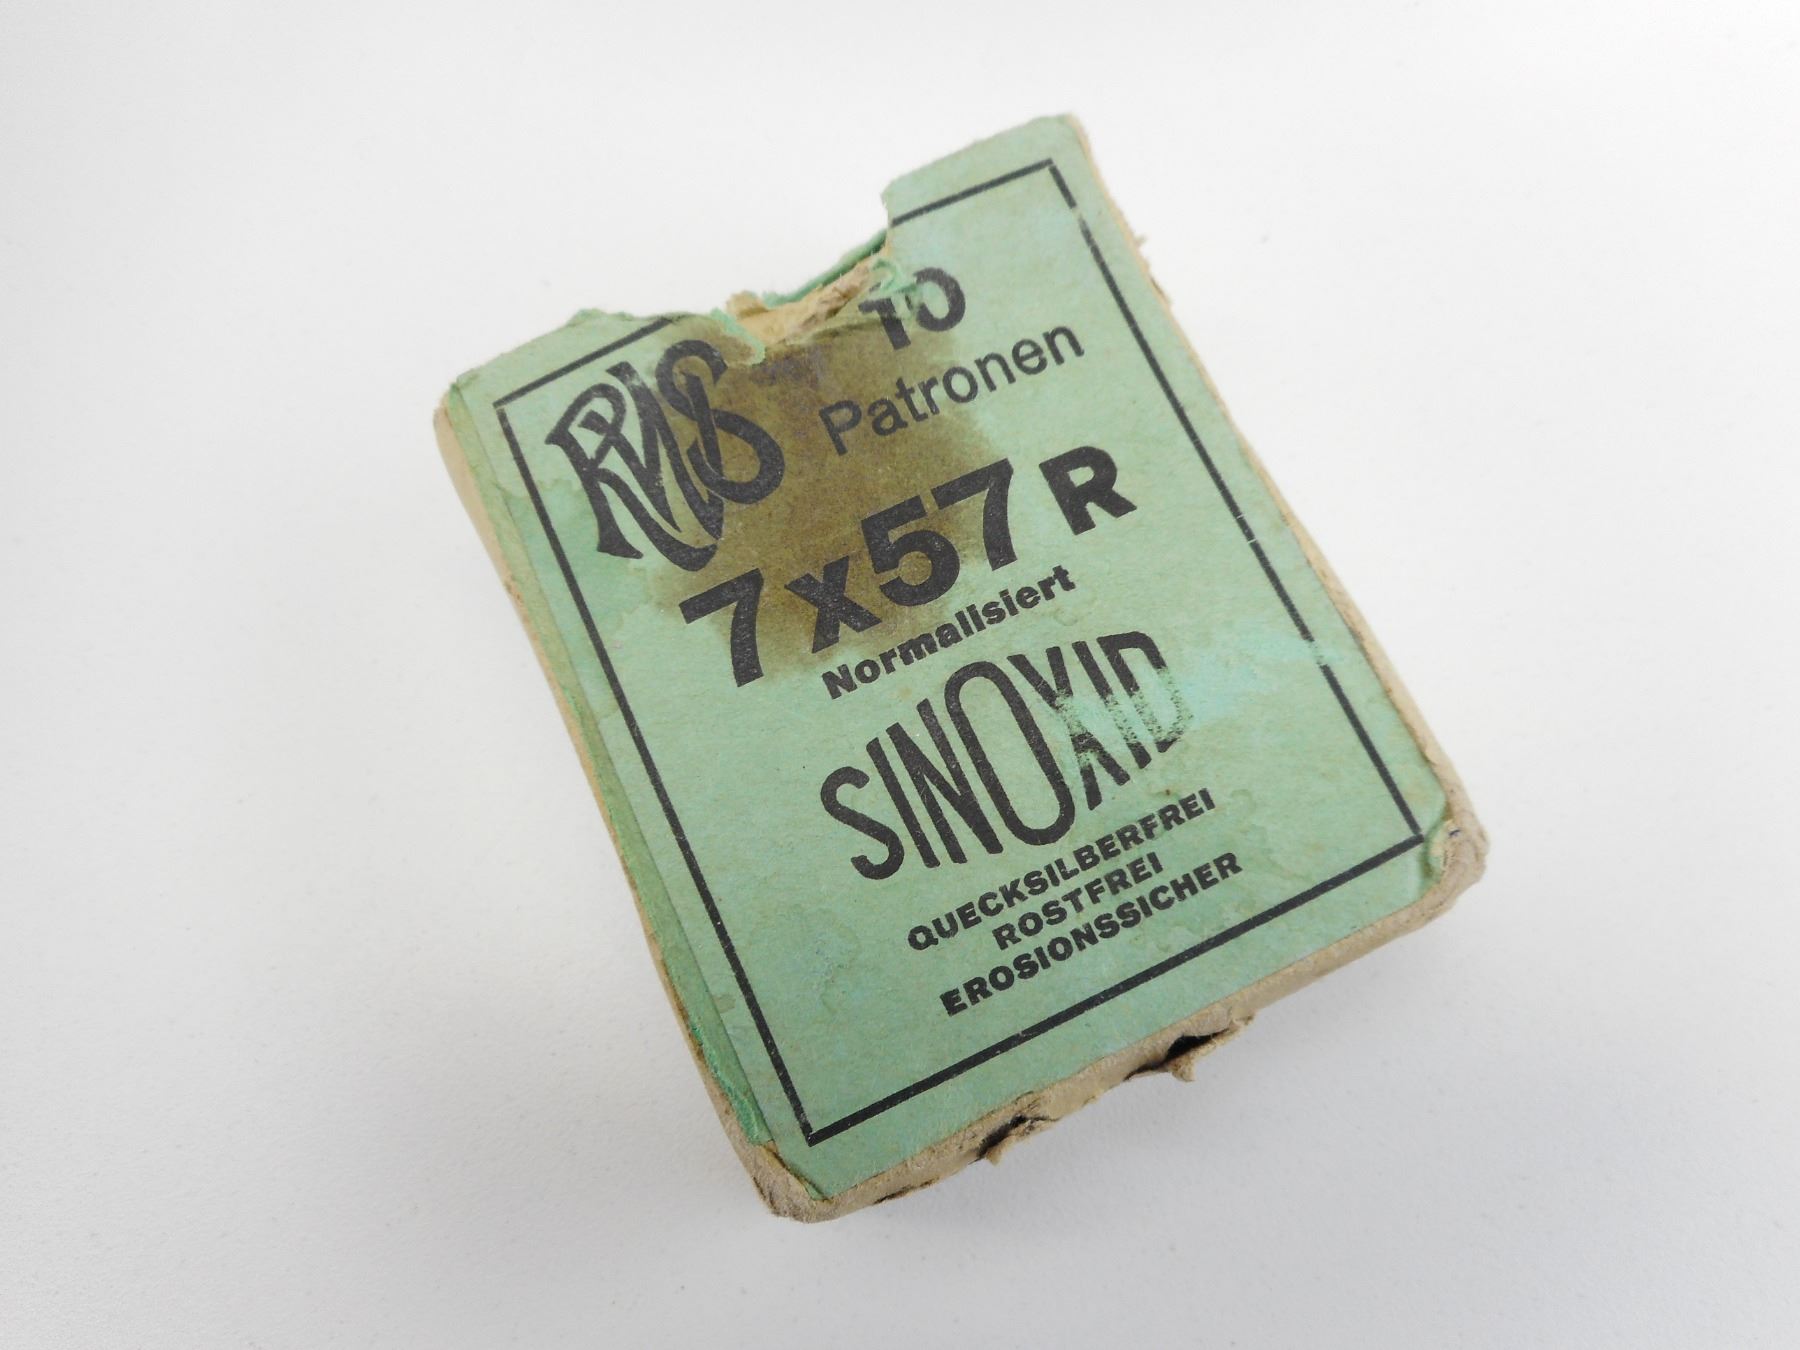 RWS
10
Patronen
7x57 R
Normalisiert
SINOXID
QUECKSILBERFREI
ROSTFREI
EROSIONSSICHER